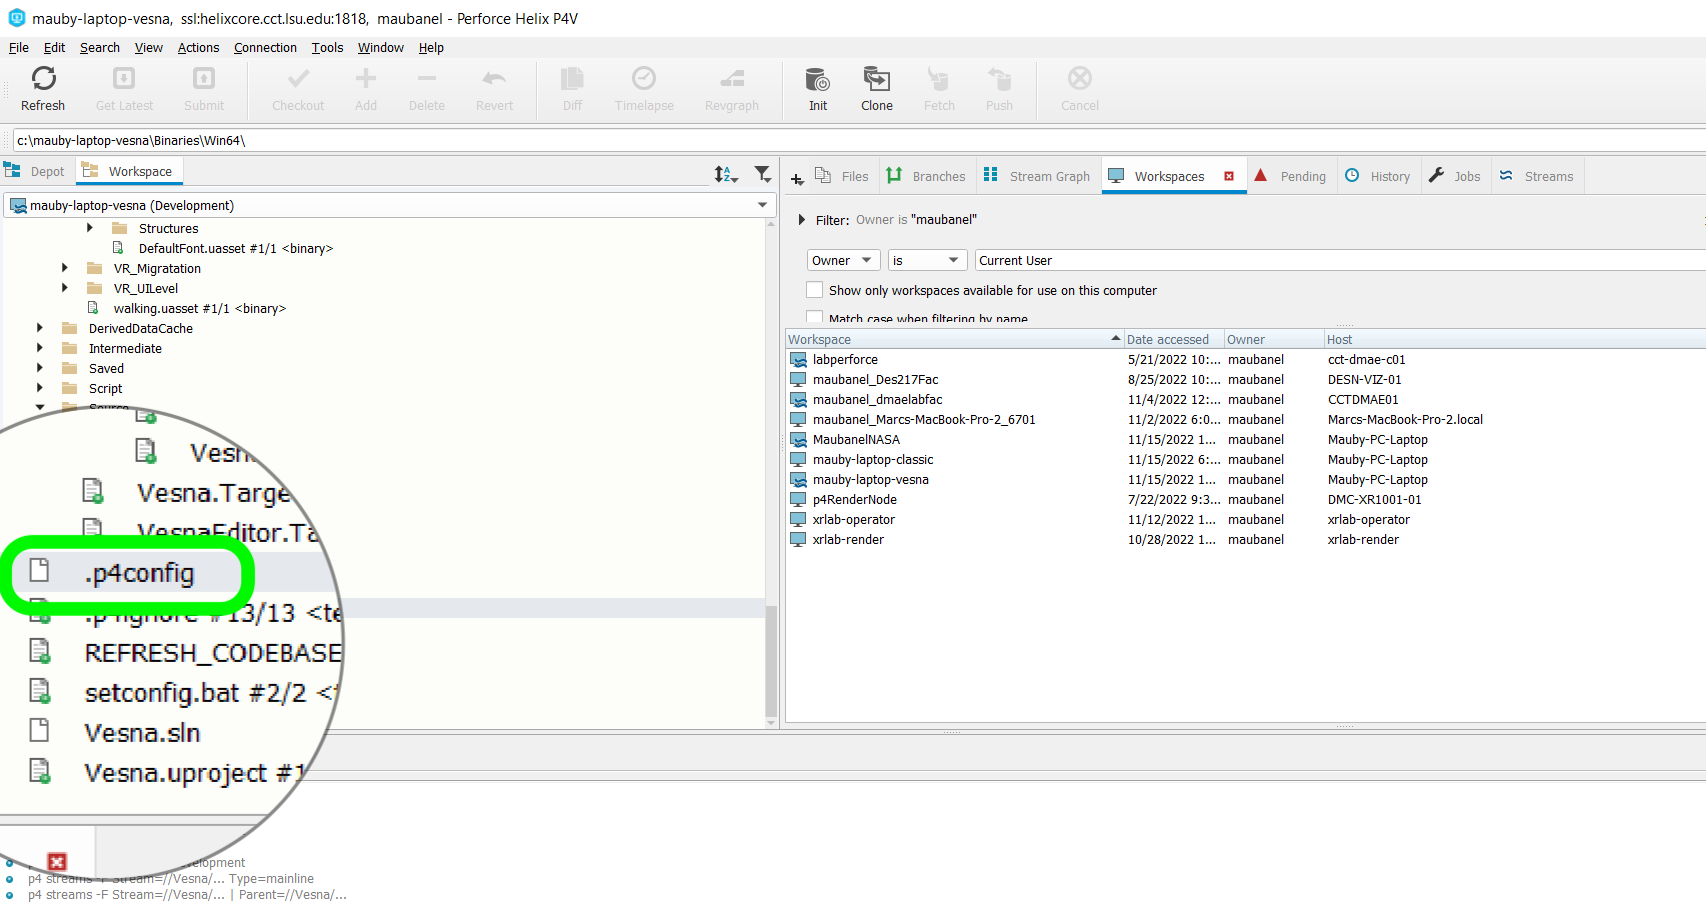 mauby-laptop-vesna, ssl:helixcore.cct.lsu.edu:1818, maubanel - Perforce Helix P4V
File Edit Search View Actions Connection Tools Window Help
Refresh Get Latest Submit Checkout Add Delete Revert Diff Timelapse Revgraph Init Clone Fetch Push Cancel
c:\mauby-laptop-vesna\Binaries\Win64\
Depot Workspace
mauby-laptop-vesna (Development)
Structures
DefaultFont.uasset #1/1 <binary>
VR_Migratation
VR_UILevel
walking.uasset #1/1 <binary>
DerivedDataCache
Intermediate
Saved
Script
Source
Vesna.Targe
VesnaEditor.Ta
.p4config
.p4ignore #13/13 <te
REFRESH_CODEBASE
setconfig.bat #2/2 <
Vesna.sln
Vesna.uproject #1
Files Branches Stream Graph Workspaces Pending History Jobs Streams
Filter: Owner is "maubanel"
Owner is Current User
Show only workspaces available for use on this computer
Match case when filtering by name
Workspace Date accessed Owner Host
labperforce 5/21/2022 10:... maubanel cct-dmae-c01
maubanel_Des217Fac 8/25/2022 10:... maubanel DESN-VIZ-01
maubanel_dmaelabfac 11/4/2022 12:... maubanel CCTDMAE01
maubanel_Marcs-MacBook-Pro-2_6701 11/2/2022 6:0... maubanel Marcs-MacBook-Pro-2.local
MaubanelNASA 11/15/2022 1... maubanel Mauby-PC-Laptop
mauby-laptop-classic 11/15/2022 6:... maubanel Mauby-PC-Laptop
mauby-laptop-vesna 11/15/2022 1... maubanel Mauby-PC-Laptop
p4RenderNode 7/22/2022 9:3... maubanel DMC-XR1001-01
xrlab-operator 11/12/2022 1... maubanel xrlab-operator
xrlab-render 10/28/2022 1... maubanel xrlab-render
elopment
p4 streams -F Stream=//Vesna/... Type=mainline
p4 streams -F Stream=//Vesna/... | Parent=//Vesna/...